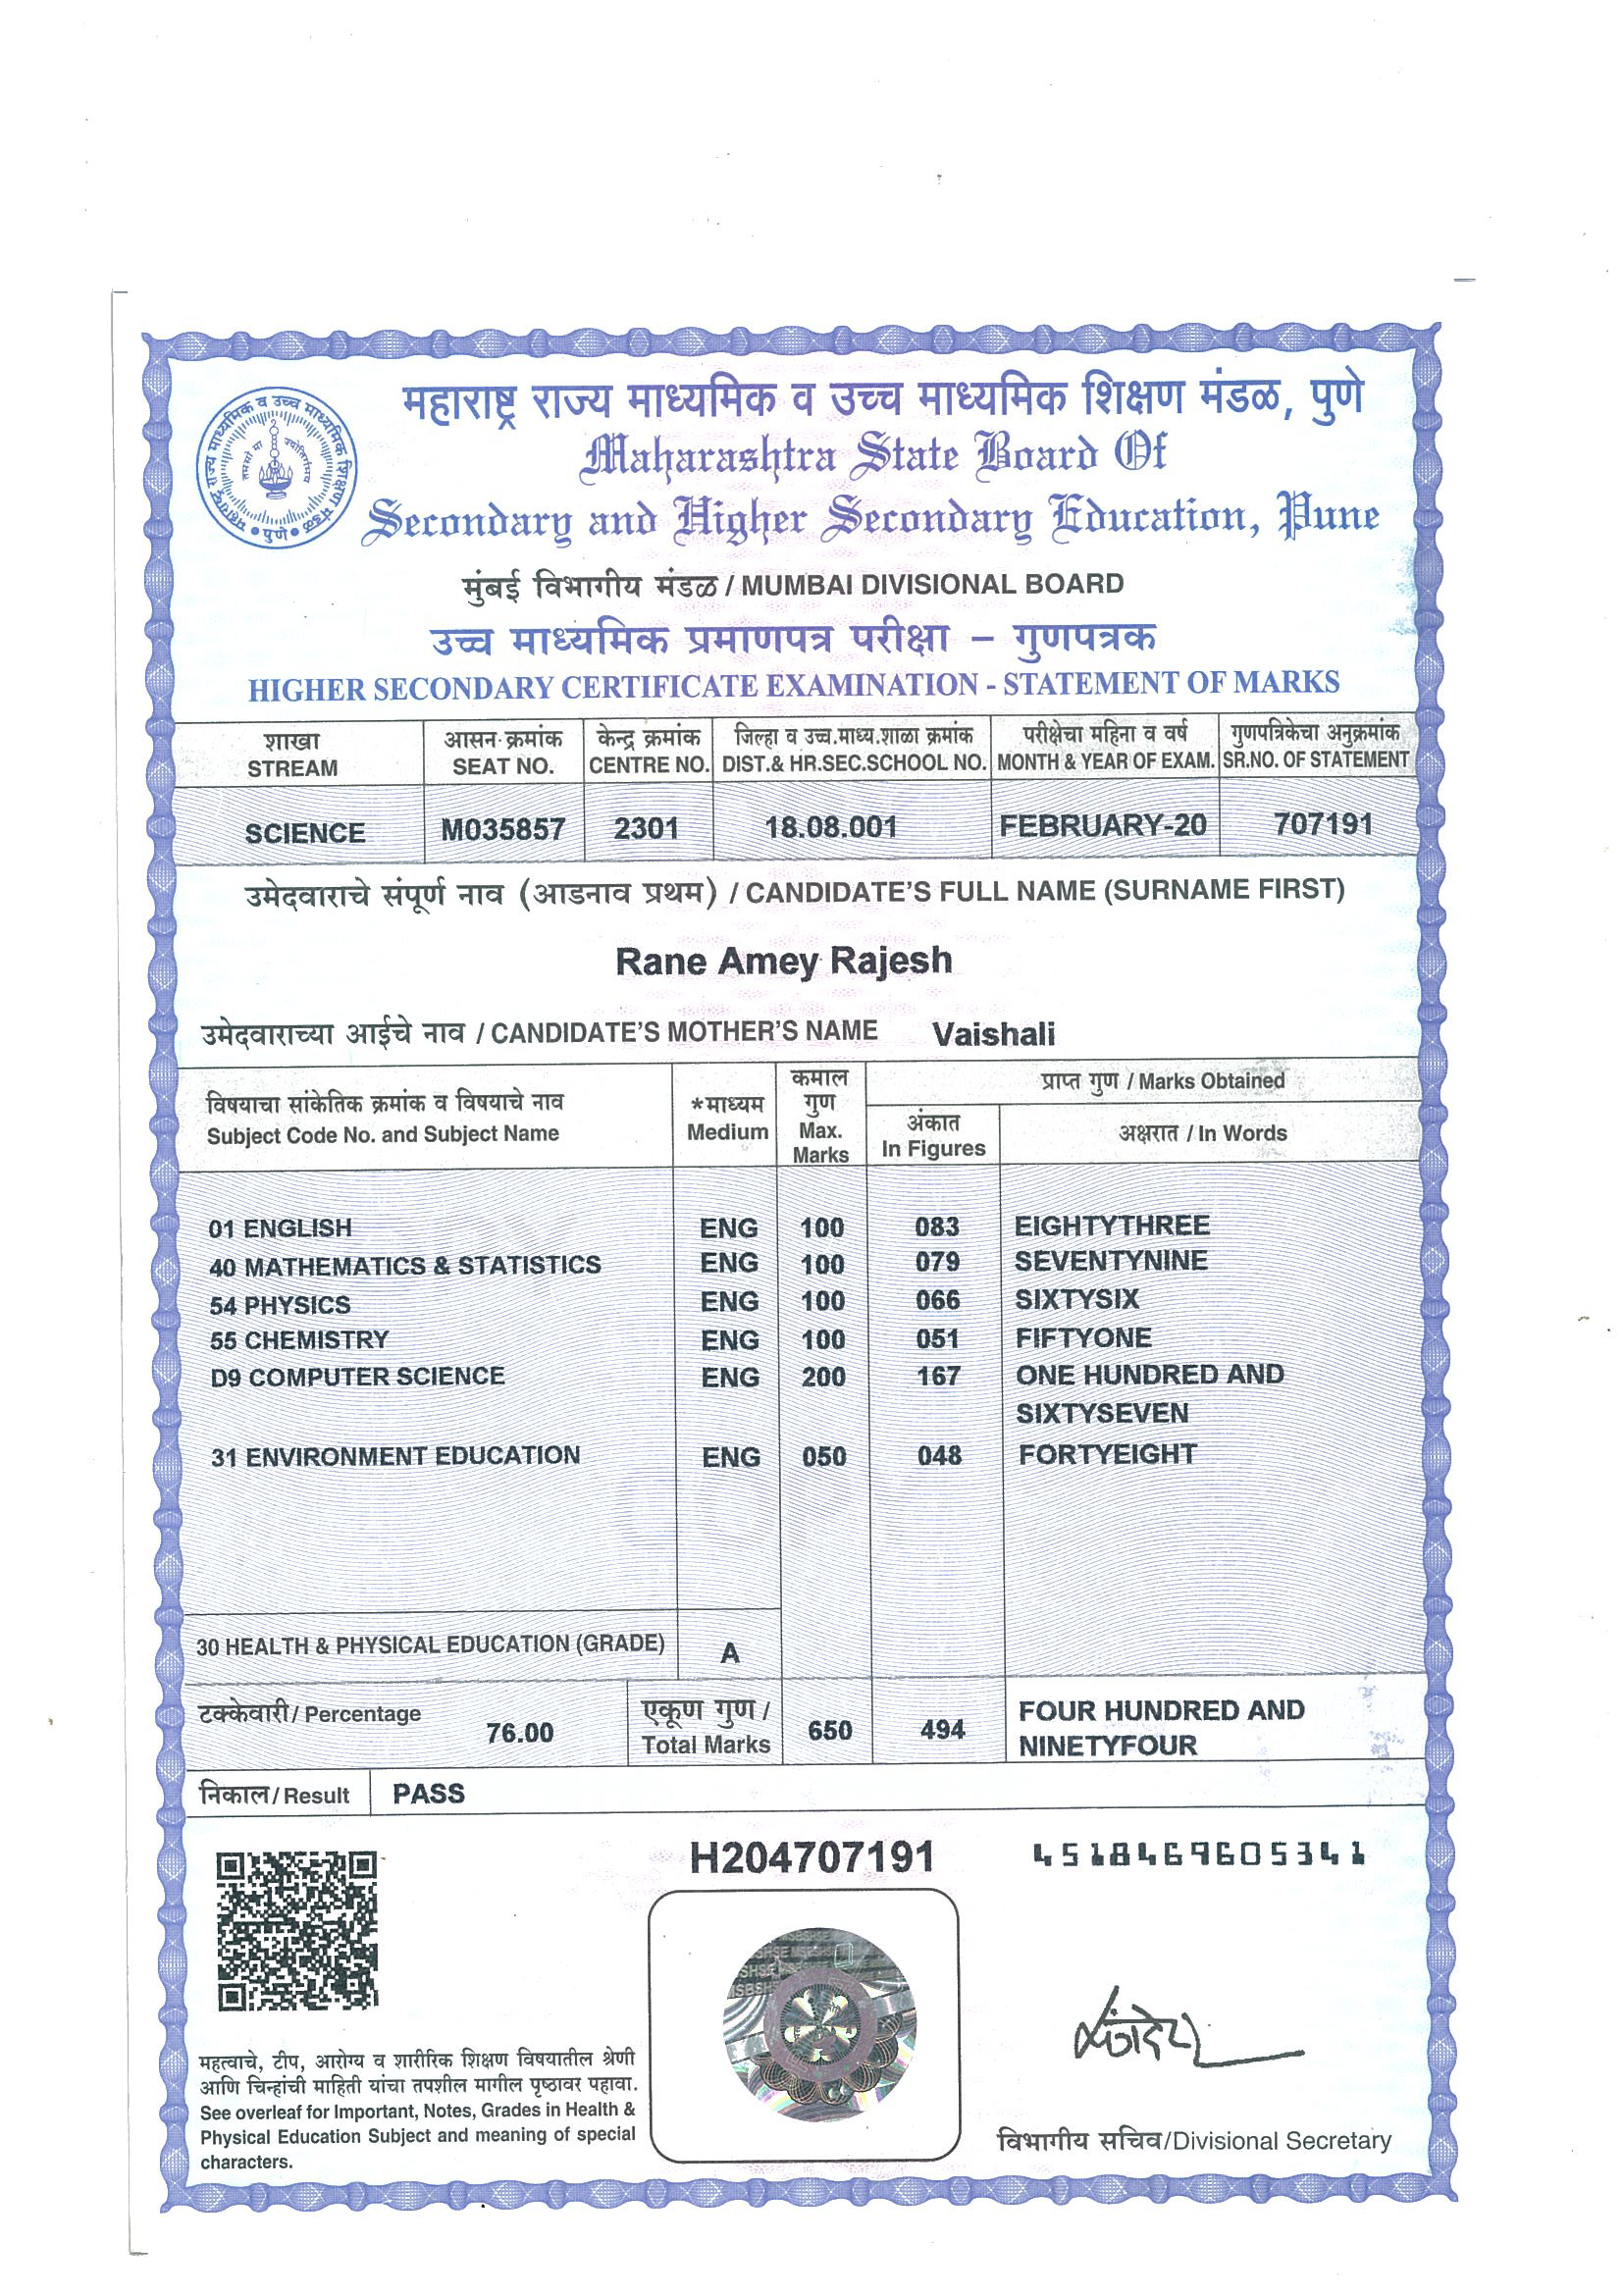 महाराष्ट्र राज्य माध्यमिक व उच्च माध्यमिक शिक्षण मंडळ, पुणे
Maharashtra State Board Of
Secondary and Higher Secondary Education, Pune
महाराष्ट्र राज्य माध्यमिक व उच्च माध्यमिक शिक्षण मंडळ • पुणे •
तमसो मा ज्योतिर्गमय
मुंबई विभागीय मंडळ / MUMBAI DIVISIONAL BOARD
उच्च माध्यमिक प्रमाणपत्र परीक्षा – गुणपत्रक
HIGHER SECONDARY CERTIFICATE EXAMINATION - STATEMENT OF MARKS
शाखा आसन क्रमांक केन्द्र क्रमांक जिल्हा व उच्च.माध्य.शाळा क्रमांक परीक्षेचा महिना व वर्ष गुणपत्रिकेचा अनुक्रमांक
STREAM SEAT NO. CENTRE NO. DIST.& HR.SEC.SCHOOL NO. MONTH & YEAR OF EXAM. SR.NO. OF STATEMENT
SCIENCE M035857 2301 18.08.001 FEBRUARY-20 707191
उमेदवाराचे संपूर्ण नाव (आडनाव प्रथम) / CANDIDATE'S FULL NAME (SURNAME FIRST)
Rane Amey Rajesh
उमेदवाराच्या आईचे नाव / CANDIDATE'S MOTHER'S NAME Vaishali
विषयाचा सांकेतिक क्रमांक व विषयाचे नाव
Subject Code No. and Subject Name
*माध्यम
Medium
कमाल
गुण
Max.
Marks
प्राप्त गुण / Marks Obtained
अंकात
In Figures
अक्षरात / In Words
01 ENGLISH ENG 100 083 EIGHTYTHREE
40 MATHEMATICS & STATISTICS ENG 100 079 SEVENTYNINE
54 PHYSICS ENG 100 066 SIXTYSIX
55 CHEMISTRY ENG 100 051 FIFTYONE
D9 COMPUTER SCIENCE ENG 200 167 ONE HUNDRED AND
SIXTYSEVEN
31 ENVIRONMENT EDUCATION ENG 050 048 FORTYEIGHT
30 HEALTH & PHYSICAL EDUCATION (GRADE) A
टक्केवारी/ Percentage 76.00
एकूण गुण /
Total Marks
650 494
FOUR HUNDRED AND
NINETYFOUR
निकाल/ Result PASS
H204707191 4518469605341
महत्वाचे, टीप, आरोग्य व शारीरिक शिक्षण विषयातील श्रेणी
आणि चिन्हांची माहिती यांचा तपशील मागील पृष्ठावर पहावा.
See overleaf for Important, Notes, Grades in Health &
Physical Education Subject and meaning of special
characters.
विभागीय सचिव/Divisional Secretary